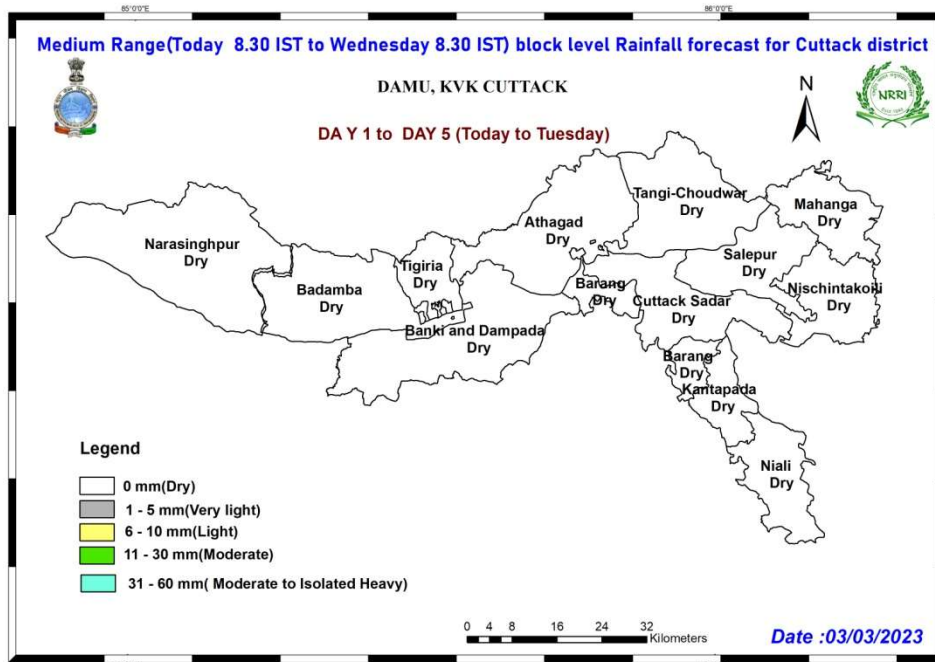 85°0'0"E
86°0'0"E
Medium Range(Today 8.30 IST to Wednesday 8.30 IST) block level Rainfall forecast for Cuttack district
DAMU, KVK CUTTACK
NRRI
N
DA Y 1 to DAY 5 (Today to Tuesday)
Tangi-Choudwar
Dry
Mahanga
Dry
Athagad
Dry
Narasinghpur
Dry
Salepur
Dry
Tigiria
Dry
Badamba
Dry
Barang
Dry
Nischintakoili
Dry
Cuttack Sadar
Dry
Banki and Dampada
Dry
Barang
Dry
Kantapada
Dry
Niali
Dry
Legend
0 mm(Dry)
1 - 5 mm(Very light)
6 - 10 mm(Light)
11 - 30 mm(Moderate)
31 - 60 mm( Moderate to Isolated Heavy)
0 2 4 8 16 24 32
Kilometers
Date :03/03/2023